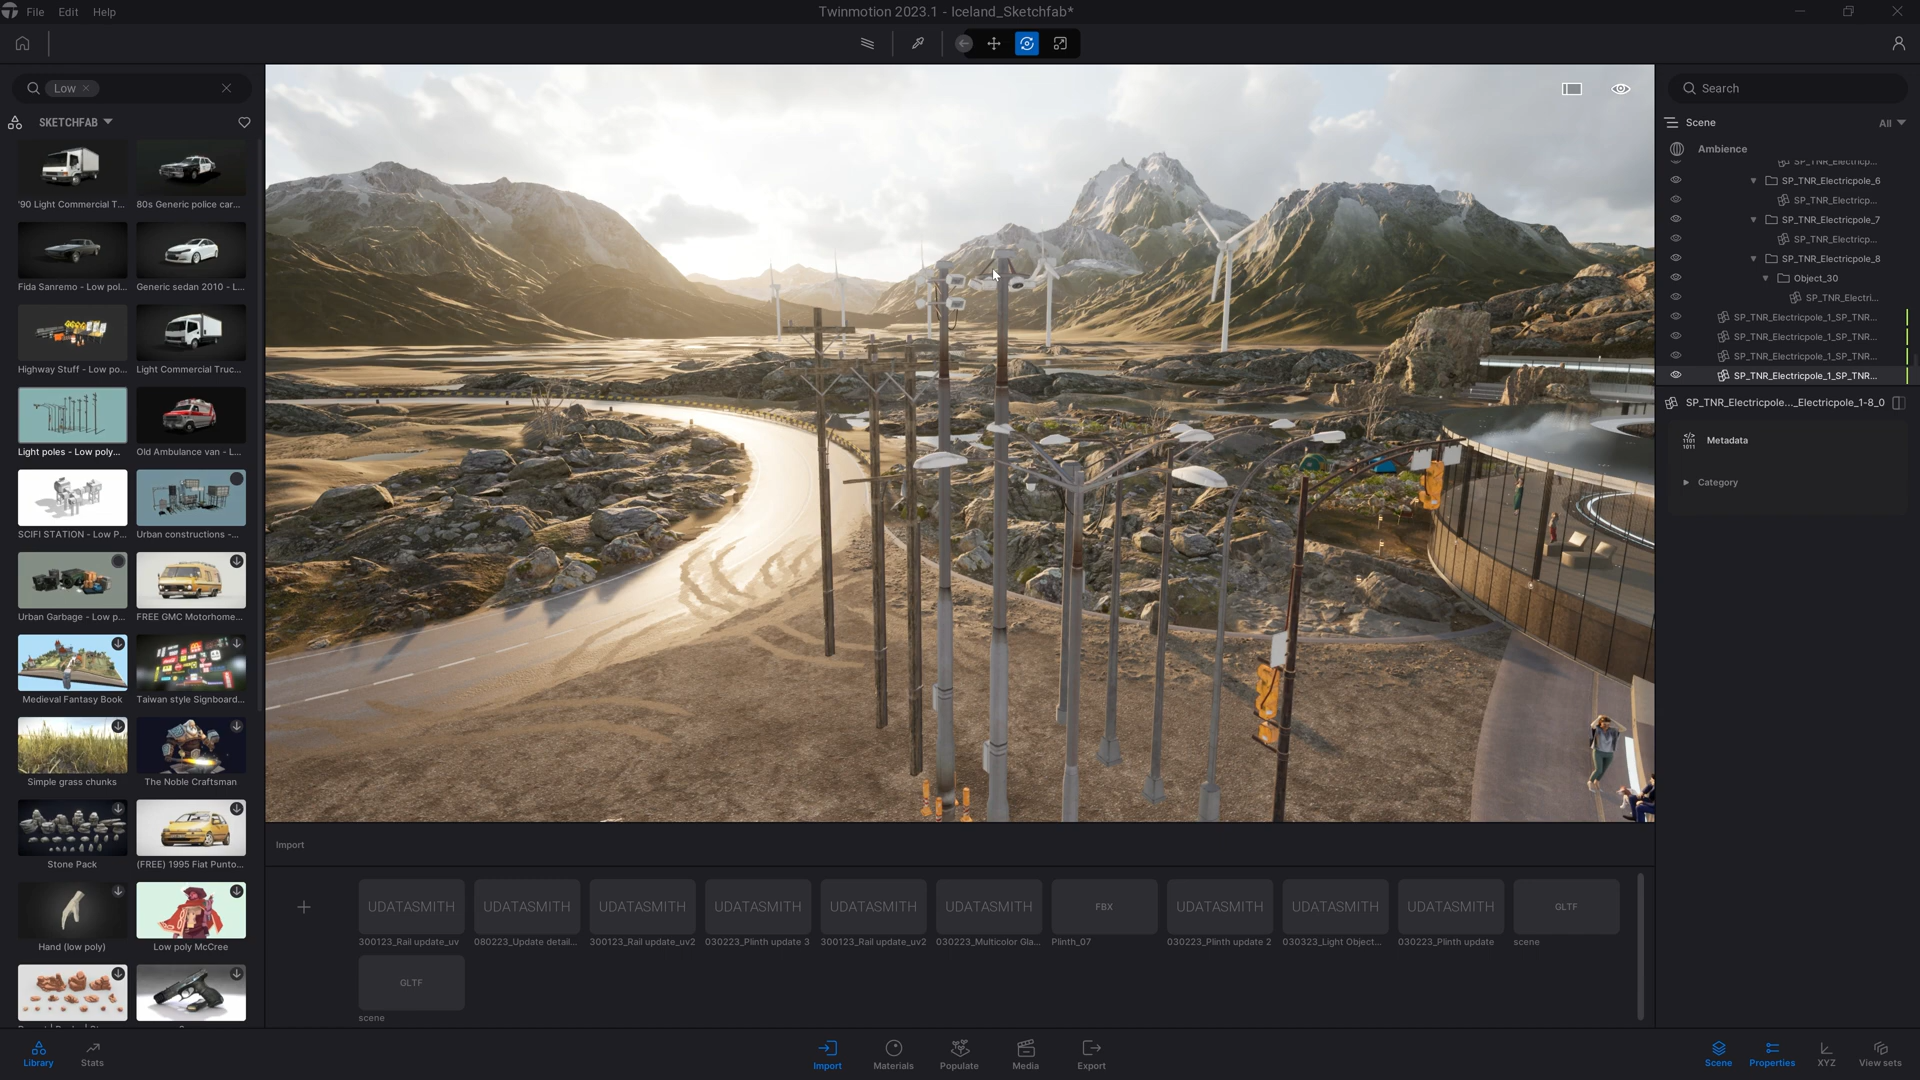 File Edit Help
Twinmotion 2023.1 - Iceland_Sketchfab*
Low
SKETCHFAB
'90 Light Commercial T...
80s Generic police car...
Fida Sanremo - Low pol...
Generic sedan 2010 - L...
Highway Stuff - Low po...
Light Commercial Truc...
Light poles - Low poly...
Old Ambulance van - L...
SCIFI STATION - Low P...
Urban constructions -...
Urban Garbage - Low p...
FREE GMC Motorhome...
Medieval Fantasy Book
Taiwan style Signboard...
Simple grass chunks
The Noble Craftsman
Stone Pack
(FREE) 1995 Fiat Punto...
Hand (low poly)
Low poly McCree
Search
Scene
All
Ambience
SP_TNR_Electricp...
SP_TNR_Electricpole_6
SP_TNR_Electricp...
SP_TNR_Electricpole_7
SP_TNR_Electricp...
SP_TNR_Electricpole_8
Object_30
SP_TNR_Electri...
SP_TNR_Electricpole_1_SP_TNR...
SP_TNR_Electricpole_1_SP_TNR...
SP_TNR_Electricpole_1_SP_TNR...
SP_TNR_Electricpole_1_SP_TNR...
SP_TNR_Electricpole..._Electricpole_1-8_0
Metadata
Category
Import
UDATASMITH UDATASMITH UDATASMITH UDATASMITH UDATASMITH UDATASMITH FBX UDATASMITH UDATASMITH UDATASMITH GLTF
300123_Rail update_uv 080223_Update detail... 300123_Rail update_uv2 030223_Plinth update 3 300123_Rail update_uv2 030223_Multicolor Gla... Plinth_07 030223_Plinth update 2 030323_Light Object... 030223_Plinth update scene
GLTF
scene
Library Stats Import Materials Populate Media Export Scene Properties XYZ View sets